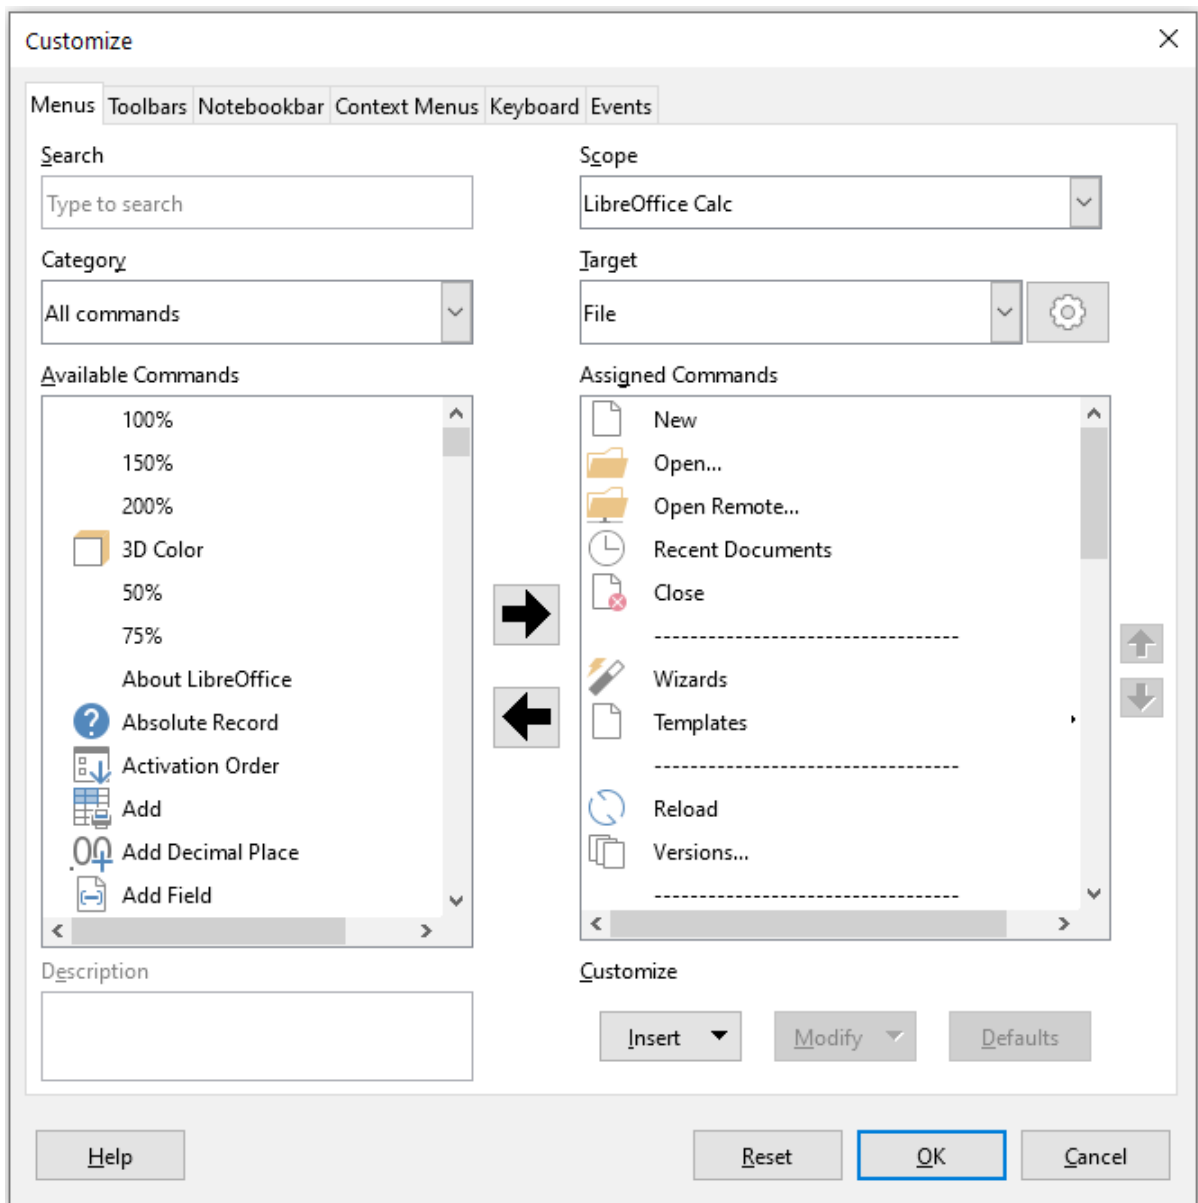 Customize
Menus Toolbars Notebookbar Context Menus Keyboard Events
Search
Type to search
Category
All commands
Available Commands
100%
150%
200%
3D Color
50%
75%
About LibreOffice
Absolute Record
Activation Order
Add
Add Decimal Place
Add Field
Description
Scope
LibreOffice Calc
Target
File
Assigned Commands
New
Open...
Open Remote...
Recent Documents
Close
----------------------------------
Wizards
Templates
----------------------------------
Reload
Versions...
----------------------------------
Customize
Insert Modify Defaults
Help Reset OK Cancel